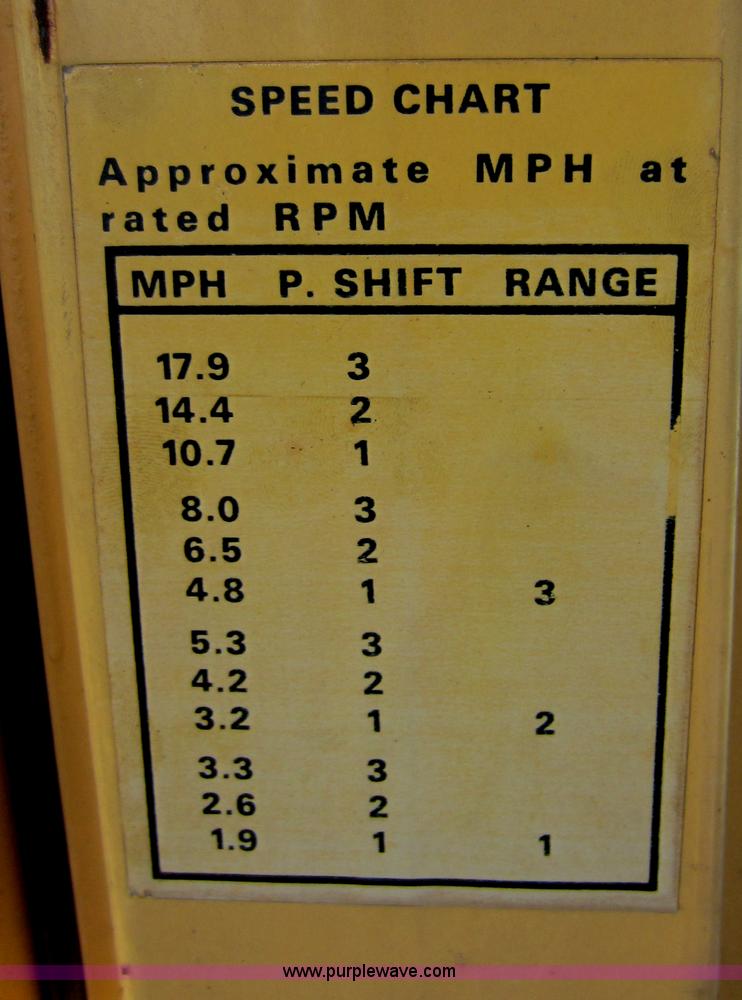 SPEED CHART
Approximate MPH at
rated RPM
MPH P. SHIFT RANGE
17.9 3
14.4 2
10.7 1
8.0 3
6.5 2
4.8 1 3
5.3 3
4.2 2
3.2 1 2
3.3 3
2.6 2
1.9 1 1
www.purplewave.com